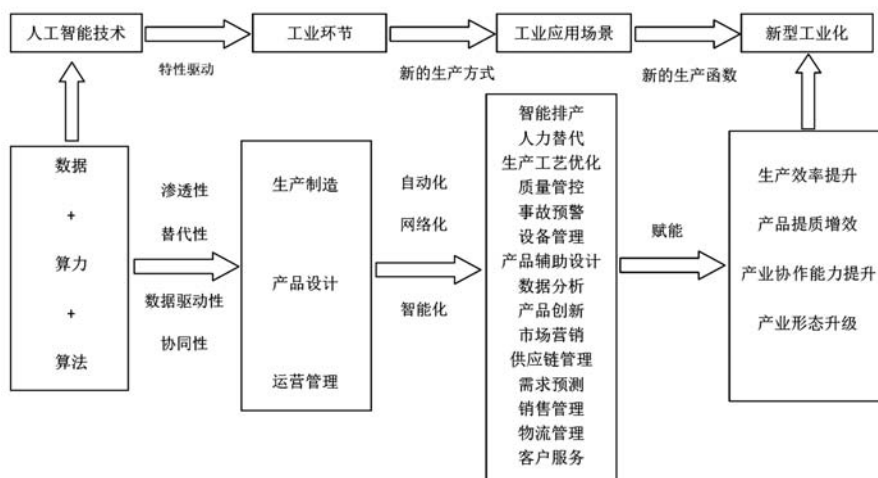 人工智能技术
特性驱动
工业环节
新的生产方式
工业应用场景
新的生产函数
新型工业化
数据
+
算力
+
算法
渗透性
替代性
数据驱动性
协同性
生产制造
产品设计
运营管理
自动化
网络化
智能化
智能排产
人力替代
生产工艺优化
质量管控
事故预警
设备管理
产品辅助设计
数据分析
产品创新
市场营销
供应链管理
需求预测
销售管理
物流管理
客户服务
赋能
生产效率提升
产品提质增效
产业协作能力提升
产业形态升级